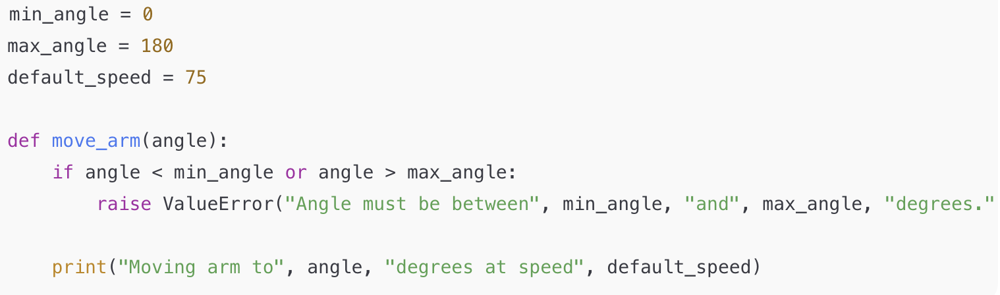 min_angle = 0
max_angle = 180
default_speed = 75
def move_arm(angle):
    if angle < min_angle or angle > max_angle:
        raise ValueError("Angle must be between", min_angle, "and", max_angle, "degrees."
    print("Moving arm to", angle, "degrees at speed", default_speed)